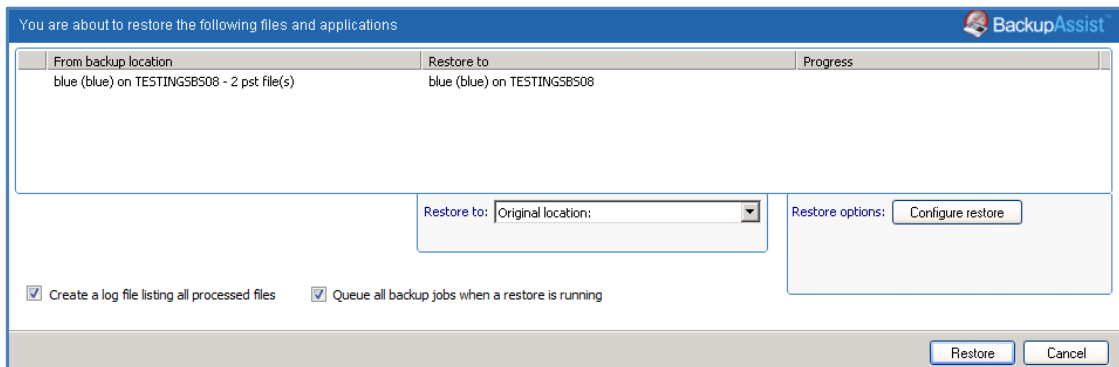 You are about to restore the following files and applications
BackupAssist™
From backup location Restore to Progress
blue (blue) on TESTINGSBS08 - 2 pst file(s) blue (blue) on TESTINGSBS08
Restore to: Original location: Restore options: Configure restore
Create a log file listing all processed files Queue all backup jobs when a restore is running
Restore Cancel